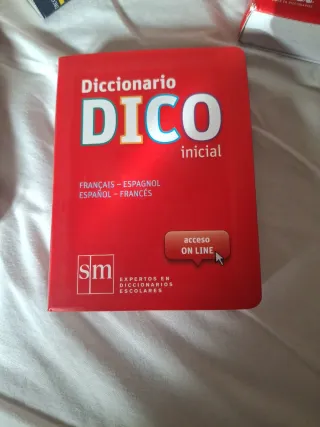 Diccionario
DICO
inicial
FRANÇAIS – ESPAGNOL
ESPAÑOL – FRANCÉS
acceso
ON LINE
sm
EXPERTOS EN
DICCIONARIOS
ESCOLARES